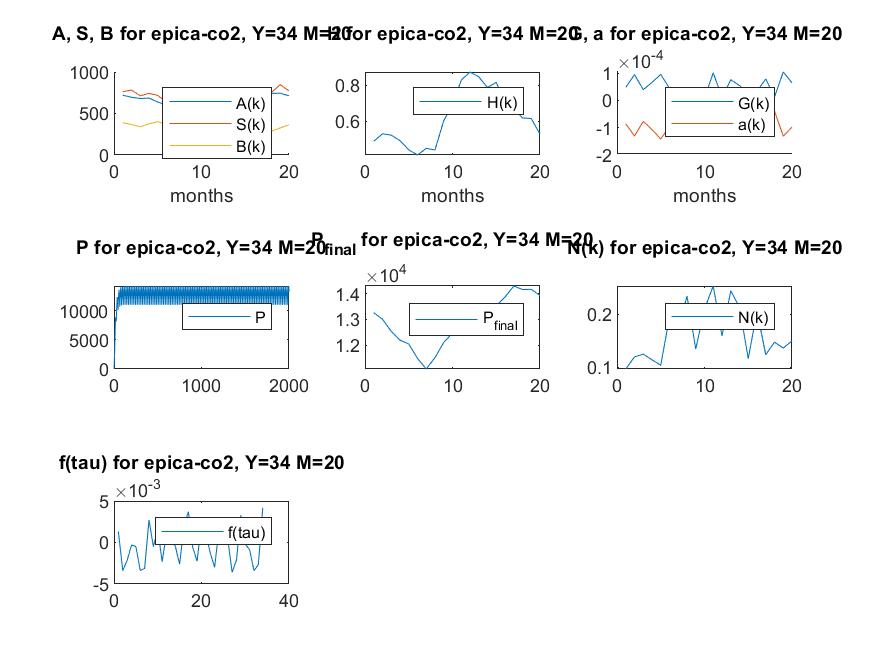 A, S, B for epica-co2, Y=34 M=20
H for epica-co2, Y=34 M=20
G, a for epica-co2, Y=34 M=20
×10-4
1000
500
0
A(k)
S(k)
B(k)
0 10 20
months
0.8
0.6
H(k)
0 10 20
months
1
0
-1
-2
G(k)
a(k)
0 10 20
months
P for epica-co2, Y=34 M=20
Pfinal for epica-co2, Y=34 M=20
N(k) for epica-co2, Y=34 M=20
10000
5000
0
P
0 1000 2000
×104
1.4
1.3
1.2
Pfinal
0 10 20
0.2
0.1
N(k)
0 10 20
f(tau) for epica-co2, Y=34 M=20
×10-3
5
0
-5
f(tau)
0 20 40